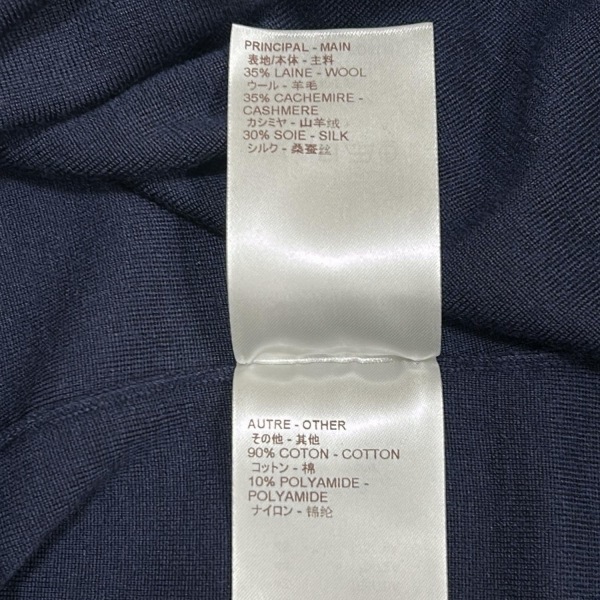 PRINCIPAL - MAIN
表地/本体 - 主料
35% LAINE - WOOL
ウール - 羊毛
35% CACHEMIRE -
CASHMERE
カシミヤ - 山羊绒
30% SOIE - SILK
シルク - 桑蚕丝
AUTRE - OTHER
その他 - 其他
90% COTON - COTTON
コットン - 棉
10% POLYAMIDE -
POLYAMIDE
ナイロン - 锦纶